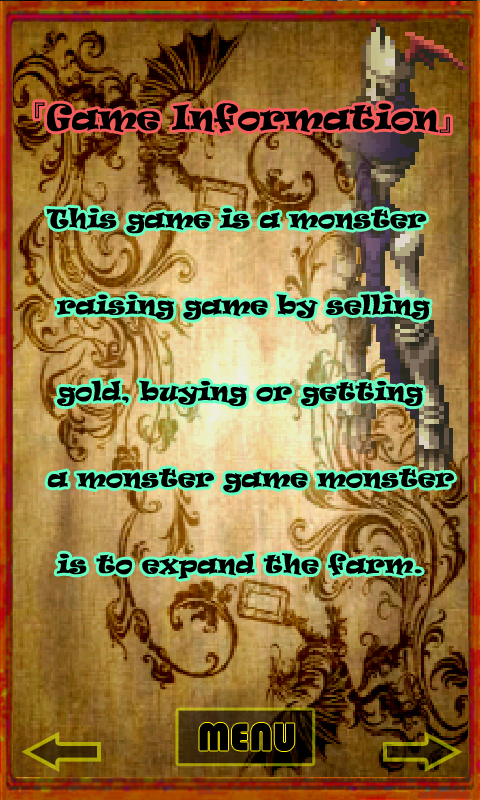 『Game Information』
This game is a monster
raising game by selling
gold, buying or getting
a monster game monster
is to expand the farm.
MENU